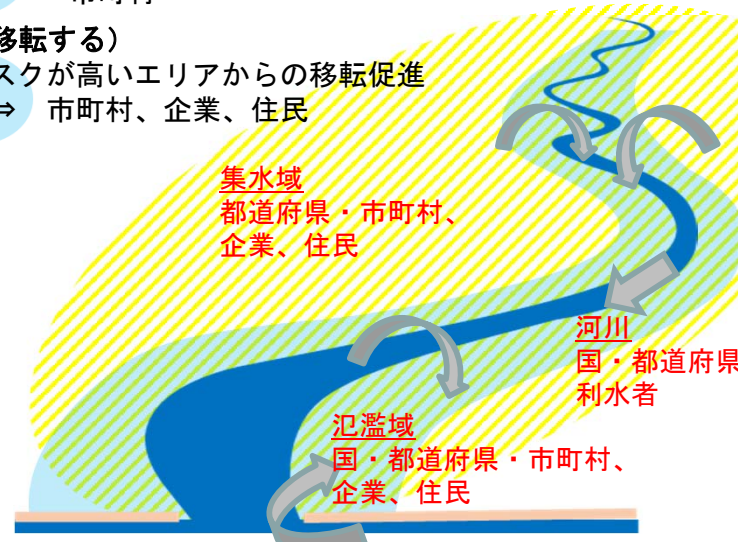 移転する）
スクが高いエリアからの移転促進
⇒ 市町村、企業、住民
集水域
都道府県・市町村、
企業、住民
河川
国・都道府県
利水者
氾濫域
国・都道府県・市町村、
企業、住民